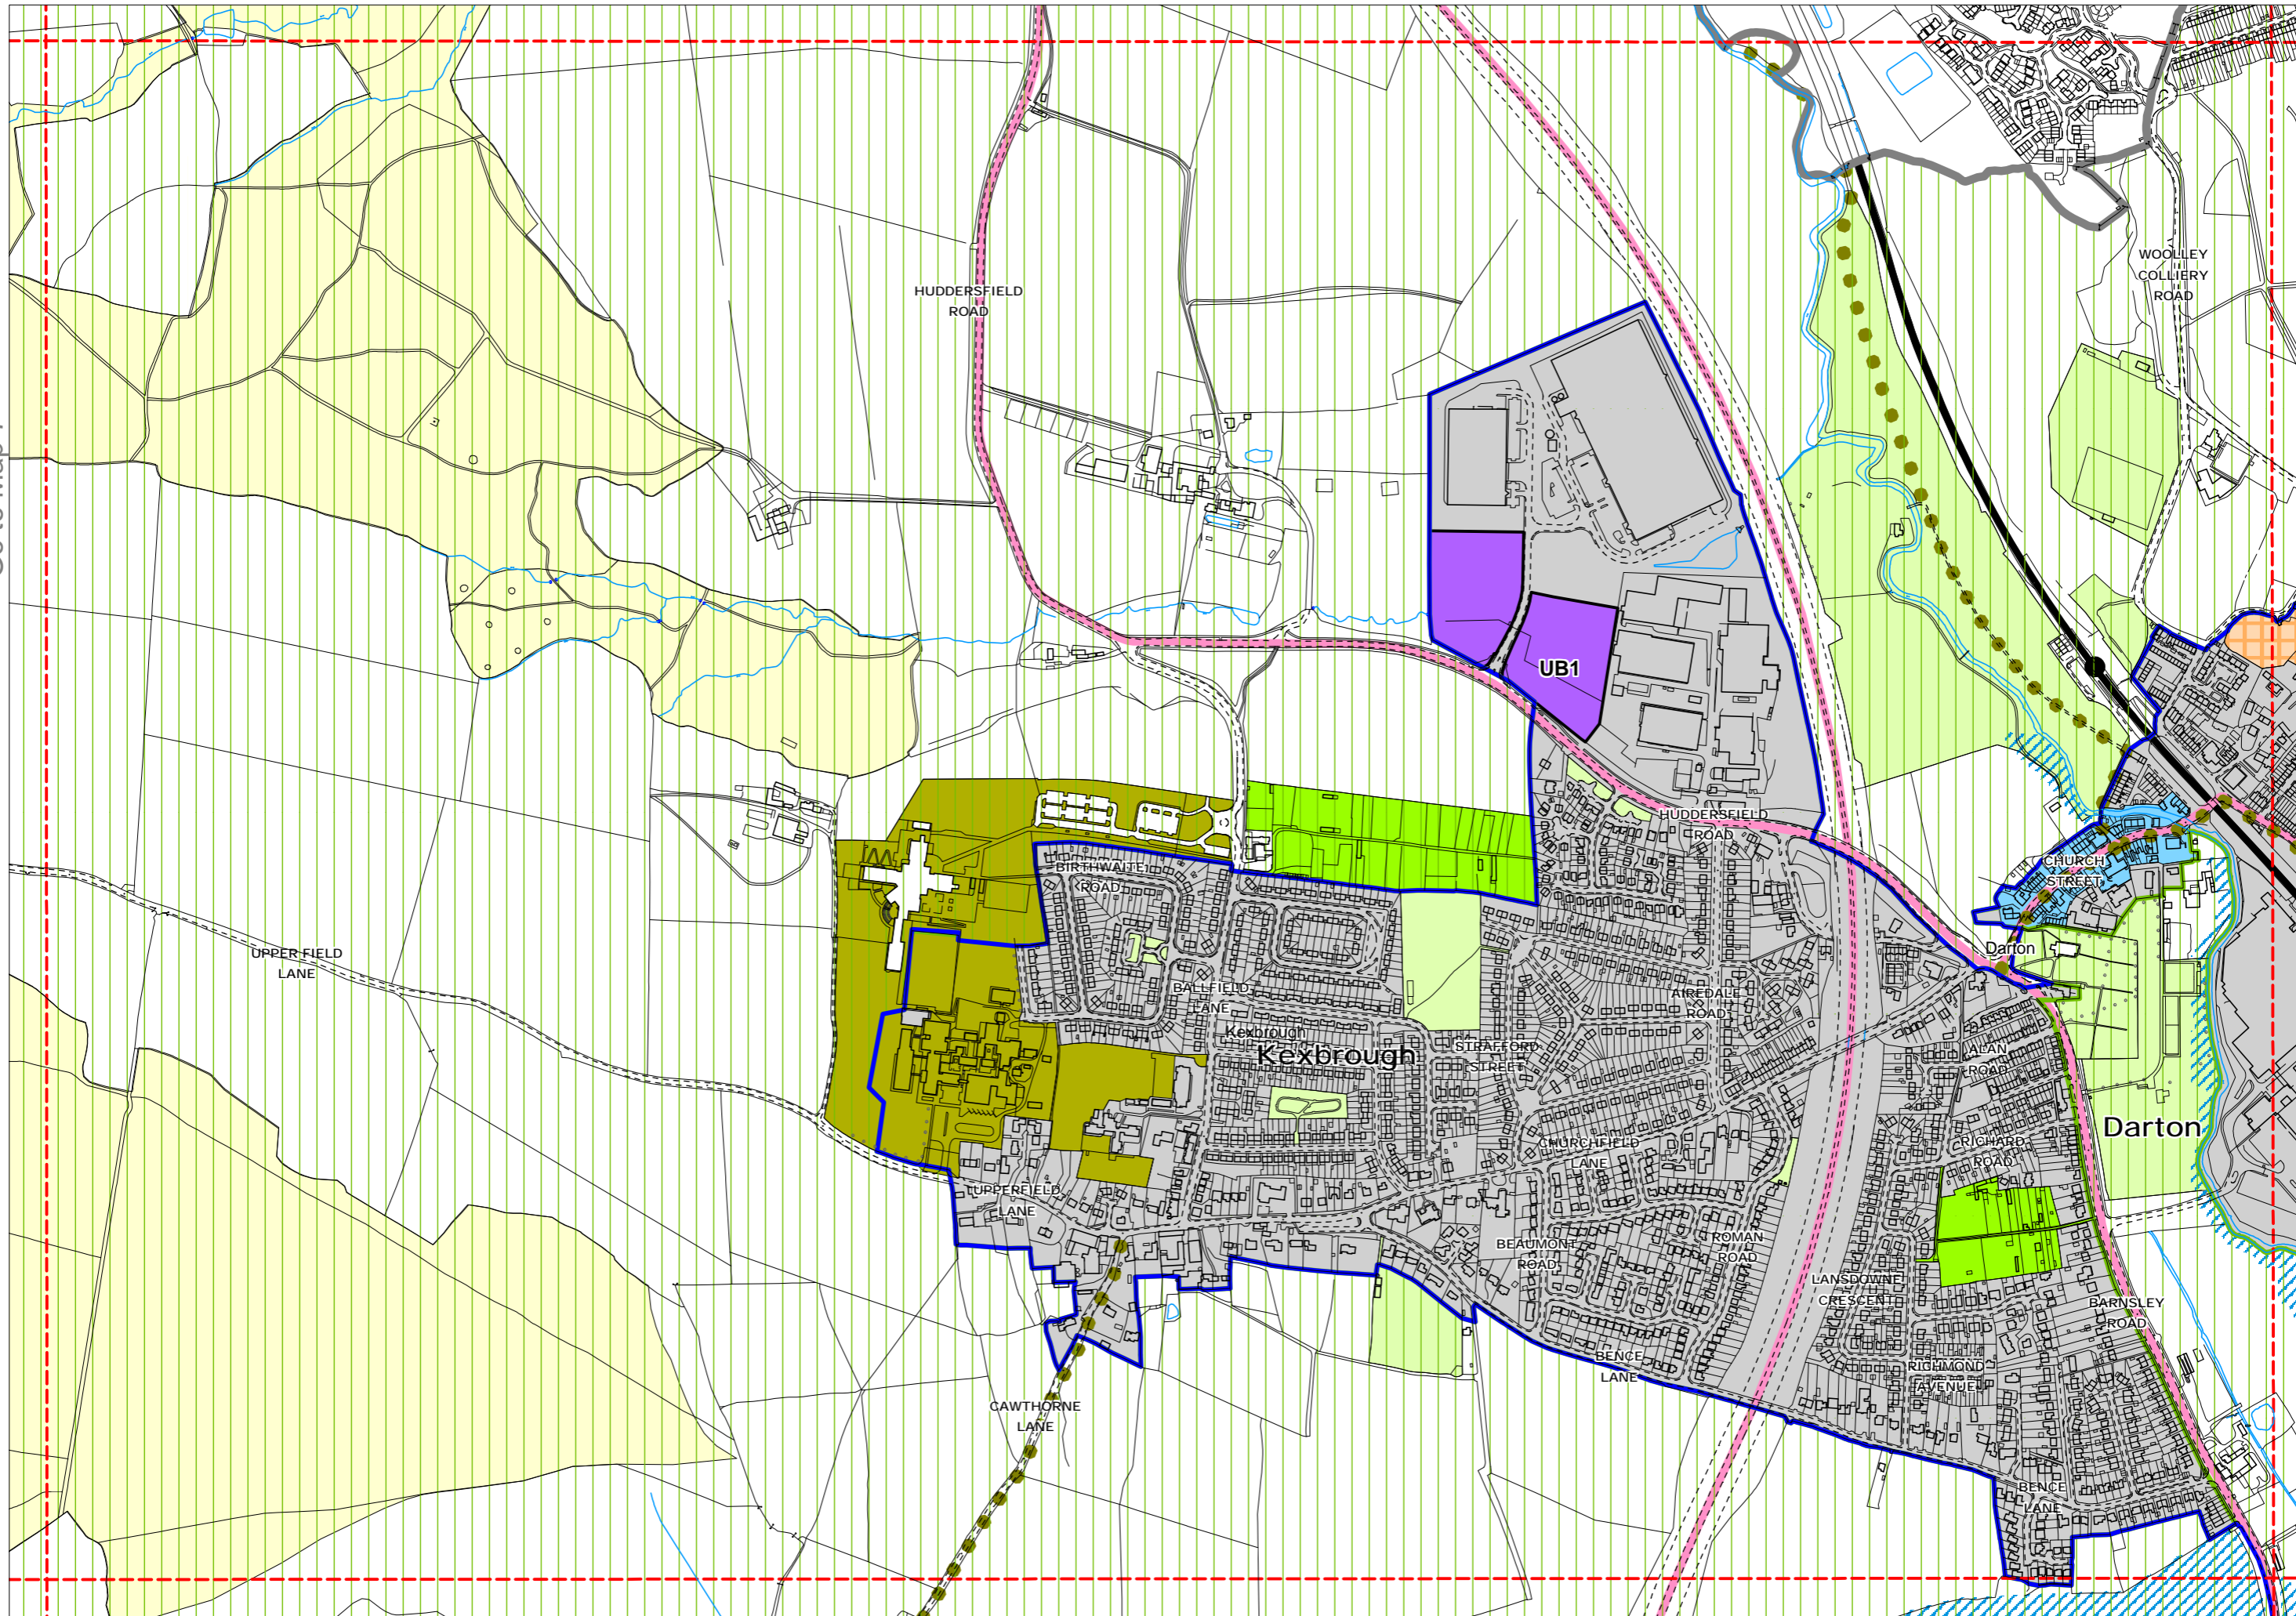 WOOLLEY
COLLIERY
ROAD
HUDDERSFIELD
ROAD
UB1
HUDDERSFIELD
ROAD
CHURCH
STREET
BIRTHWAITE
ROAD
UPPER FIELD
LANE
Darton
BALLFIELD
LANE
AIREDALE
ROAD
Kexbrough
Kexbrough
STRAFFORD
STREET
ALAN
ROAD
Darton
CHURCHFIELD
LANE
RICHARD
ROAD
UPPERFIELD
LANE
BEAUMONT
ROAD
ROMAN
ROAD
LANSDOWNE
CRESCENT
BARNSLEY
ROAD
BENCE
LANE
RICHMOND
AVENUE
CAWTHORNE
LANE
BENCE
LANE